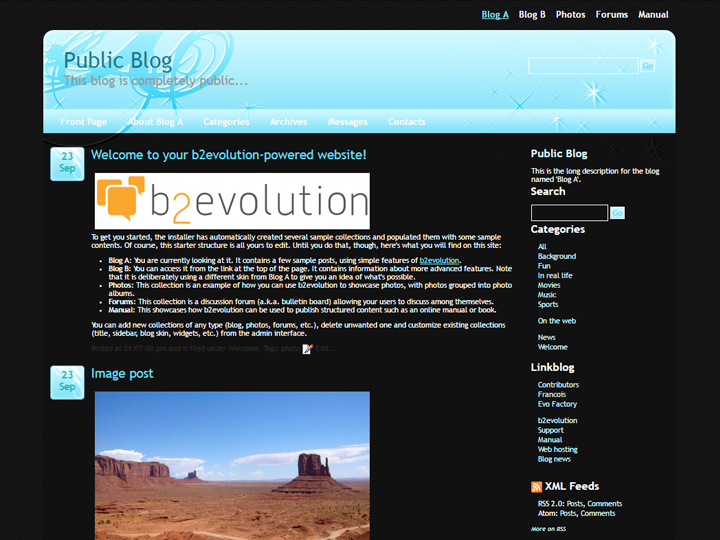 Blog A Blog B Photos Forums Manual
Public Blog
This blog is completely public...
Go
Front Page About Blog A Categories Archives Messages Contacts
23
Sep
Welcome to your b2evolution-powered website!
b2evolution
To get you started, the installer has automatically created several sample collections and populated them with some sample
contents. Of course, this starter structure is all yours to edit. Until you do that, though, here's what you will find on this site:
Blog A: You are currently looking at it. It contains a few sample posts, using simple features of b2evolution.
Blog B: You can access it from the link at the top of the page. It contains information about more advanced features. Note
that it is deliberately using a different skin from Blog A to give you an idea of what's possible.
Photos: This collection is an example of how you can use b2evolution to showcase photos, with photos grouped into photo
albums.
Forums: This collection is a discussion forum (a.k.a. bulletin board) allowing your users to discuss among themselves.
Manual: This showcases how b2evolution can be used to publish structured content such as an online manual or book.
You can add new collections of any type (blog, photos, forums, etc.), delete unwanted one and customize existing collections
(title, sidebar, blog skin, widgets, etc.) from the admin interface.
Posted at 01:07:00 pm and is filed under Welcome. Tags: photo Edit...
23
Sep
Image post
Public Blog
This is the long description for the blog
named 'Blog A'.
Search
Go
Categories
All
Background
Fun
In real life
Movies
Music
Sports
On the web
News
Welcome
Linkblog
Contributors
Francois
Evo Factory
b2evolution
Support
Manual
Web hosting
Blog news
XML Feeds
RSS 2.0: Posts, Comments
Atom: Posts, Comments
More on RSS